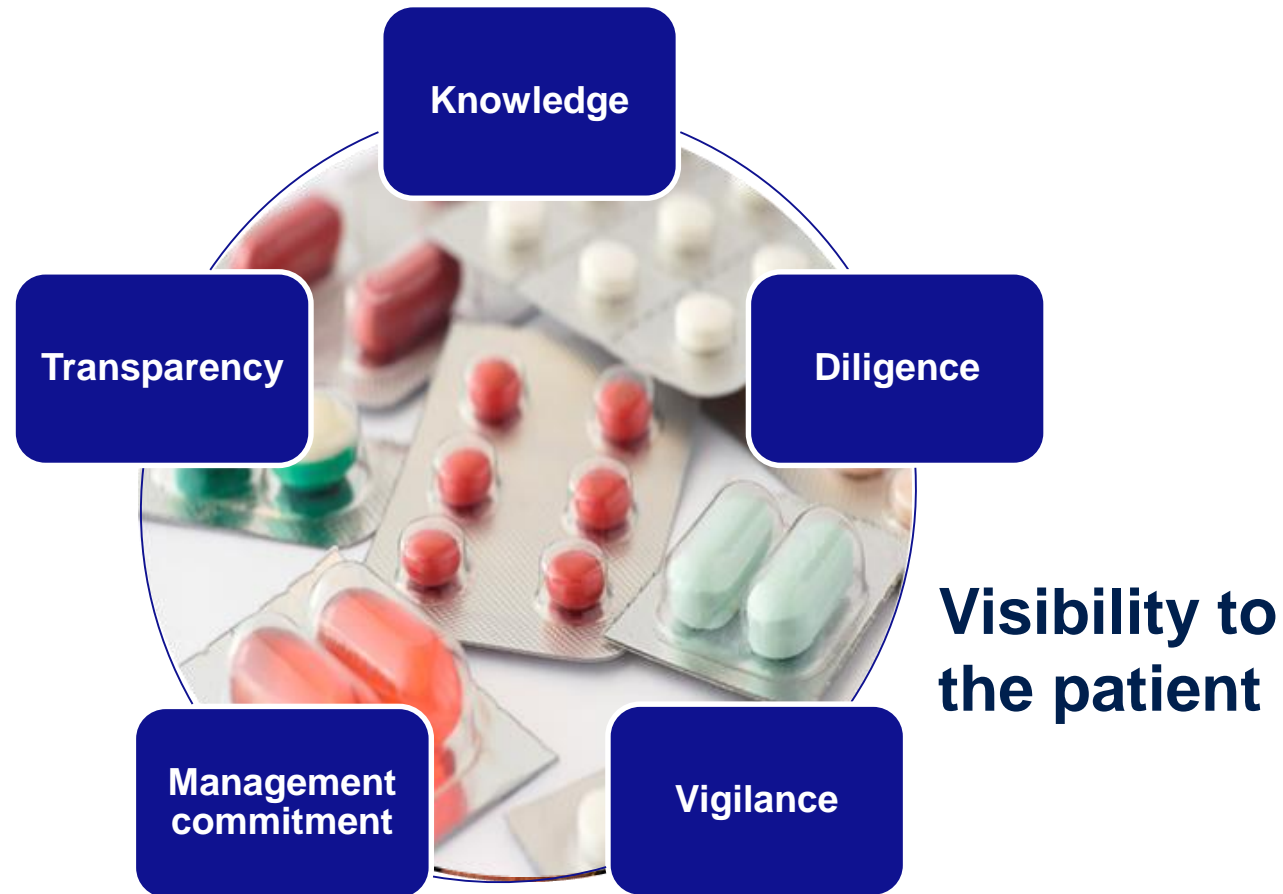 Knowledge
Transparency
Diligence
Visibility to
the patient
Management
commitment
Vigilance